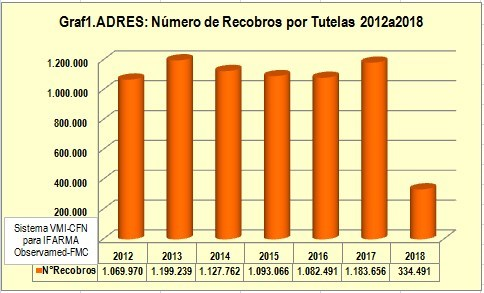 Graf1.ADRES: Número de Recobros por Tutelas 2012a2018
1.200.000
1.000.000
800.000
600.000
400.000
200.000
Sistema VMI-CFN
para IFARMA
Observamed-FMC
2012 2013 2014 2015 2016 2017 2018
N°Recobros 1.069.970 1.199.239 1.127.762 1.093.066 1.082.491 1.183.656 334.491